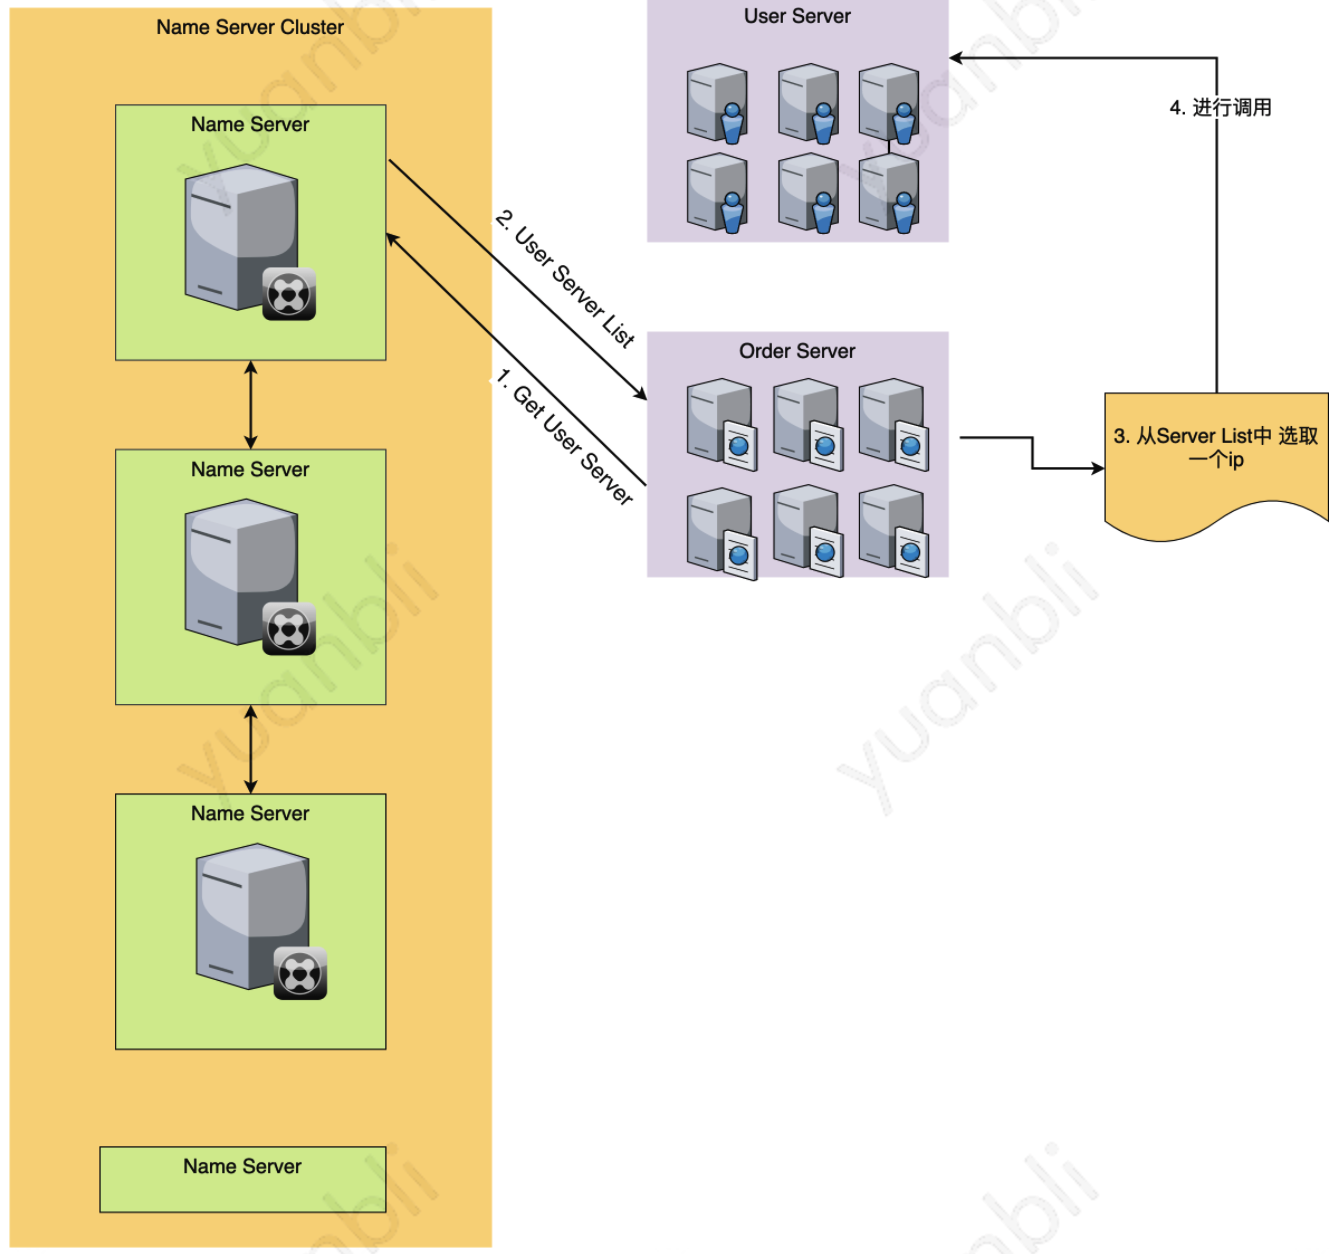 Name Server Cluster
Name Server
Name Server
Name Server
Name Server
User Server
2. User Server List
1. Get User Server
Order Server
3. 从Server List中 选取
一个ip
4. 进行调用
yuanbli
yuanbli
yuanbli
yuanbli
yuanbli
yuanbli